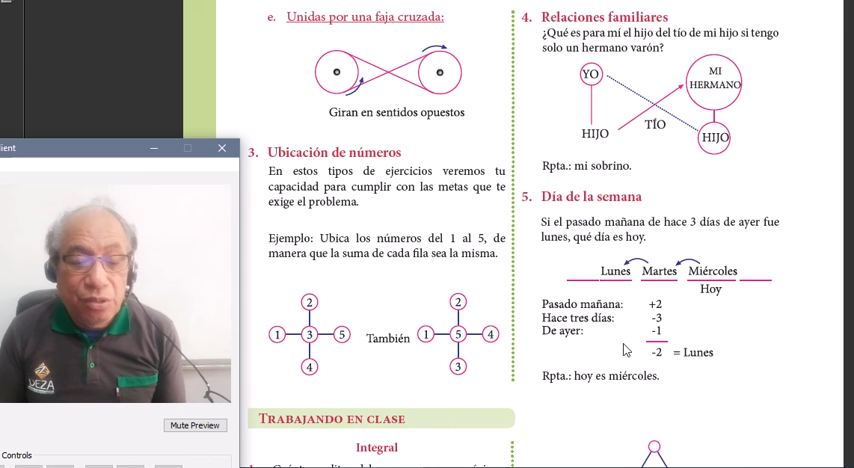 e. Unidas por una faja cruzada:
Giran en sentidos opuestos
3. Ubicación de números
En estos tipos de ejercicios veremos tu
capacidad para cumplir con las metas que te
exige el problema.
Ejemplo: Ubica los números del 1 al 5, de
manera que la suma de cada fila sea la misma.
2
1 3 5
4
También
2
1 5 4
3
TRABAJANDO EN CLASE
Integral
4. Relaciones familiares
¿Qué es para mí el hijo del tío de mi hijo si tengo
solo un hermano varón?
YO
MI
HERMANO
TÍO
HIJO
HIJO
Rpta.: mi sobrino.
5. Día de la semana
Si el pasado mañana de hace 3 días de ayer fue
lunes, qué día es hoy.
Lunes Martes Miércoles
Hoy
Pasado mañana: +2
Hace tres días: -3
De ayer: -1
-2 = Lunes
Rpta.: hoy es miércoles.
ient
DEZA
Mute Preview
Controls